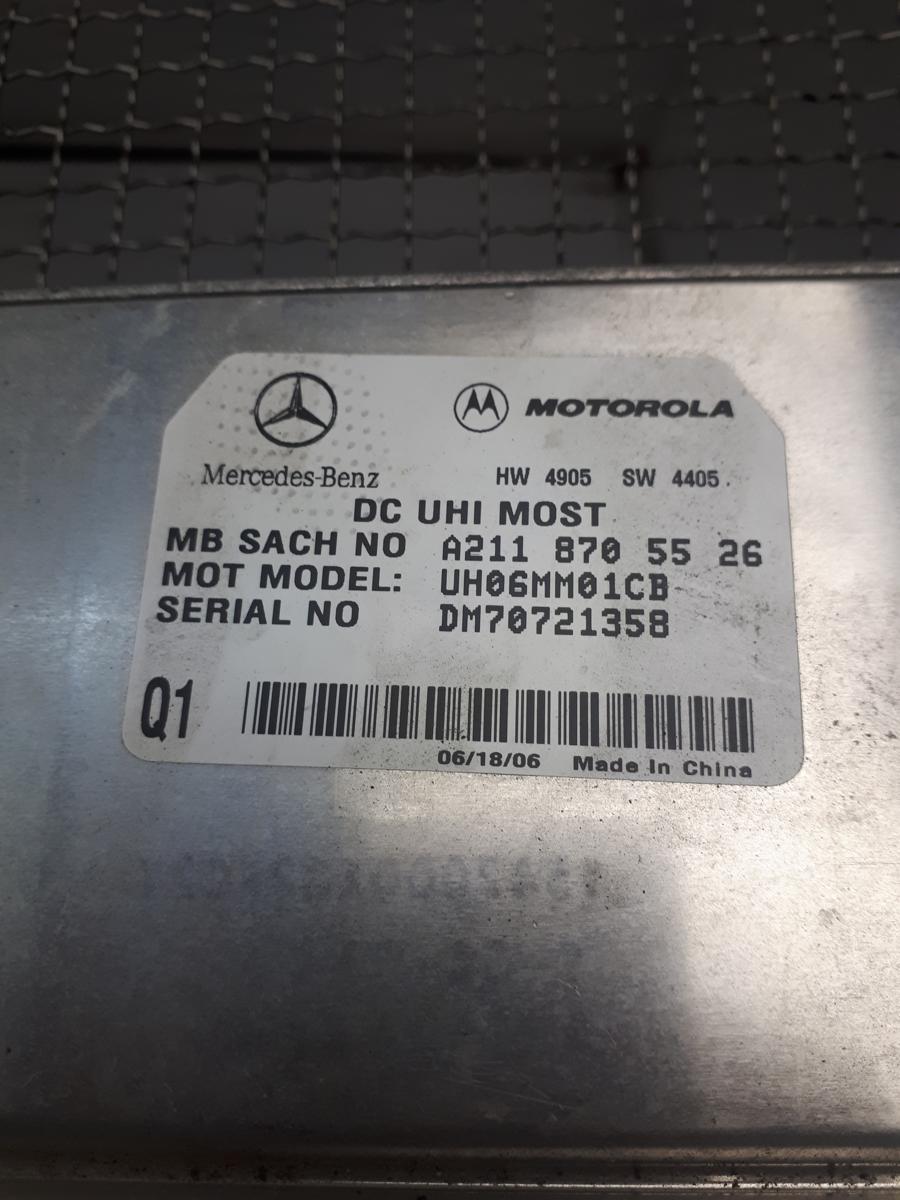 MOTOROLA
Mercedes-Benz
HW 4905 SW 4405.
DC UHI MOST
MB SACH NO A211 870 55 26
MOT MODEL: UH06MM01CB
SERIAL NO DM70721358
Q1
06/18/06 Made In China